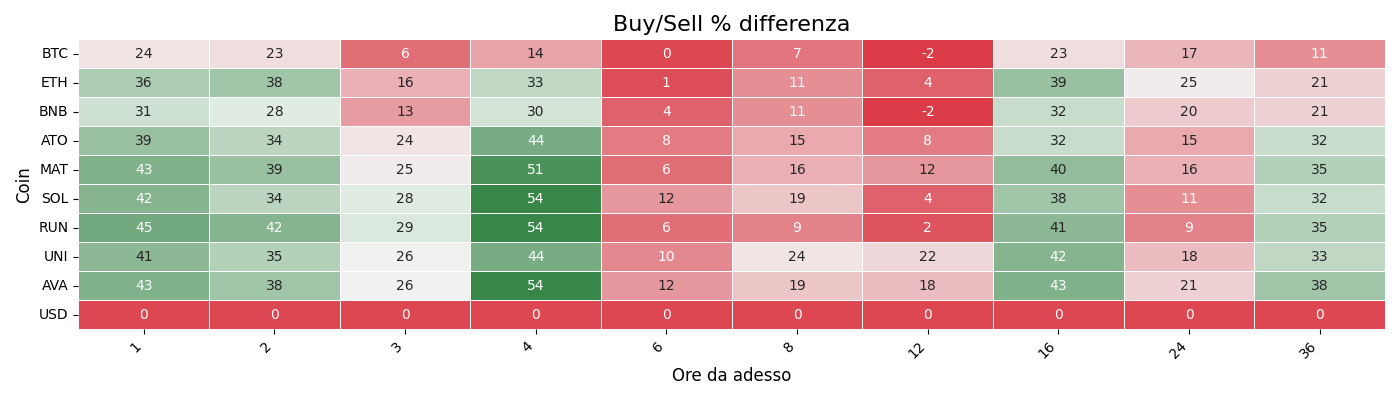 Buy/Sell % differenza
Coin
BTC 24 23 6 14 0 7 -2 23 17 11
ETH 36 38 16 33 1 11 4 39 25 21
BNB 31 28 13 30 4 11 -2 32 20 21
ATO 39 34 24 44 8 15 8 32 15 32
MAT 43 39 25 51 6 16 12 40 16 35
SOL 42 34 28 54 12 19 4 38 11 32
RUN 45 42 29 54 6 9 2 41 9 35
UNI 41 35 26 44 10 24 22 42 18 33
AVA 43 38 26 54 12 19 18 43 21 38
USD 0 0 0 0 0 0 0 0 0 0
1 2 3 4 6 8 12 16 24 36
Ore da adesso